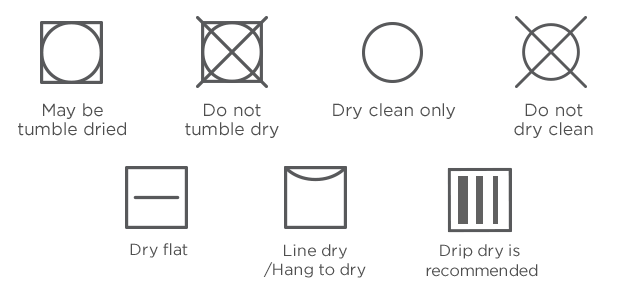 May be
tumble dried
Do not
tumble dry
Dry clean only
Do not
dry clean
Dry flat
Line dry
/Hang to dry
Drip dry is
recommended